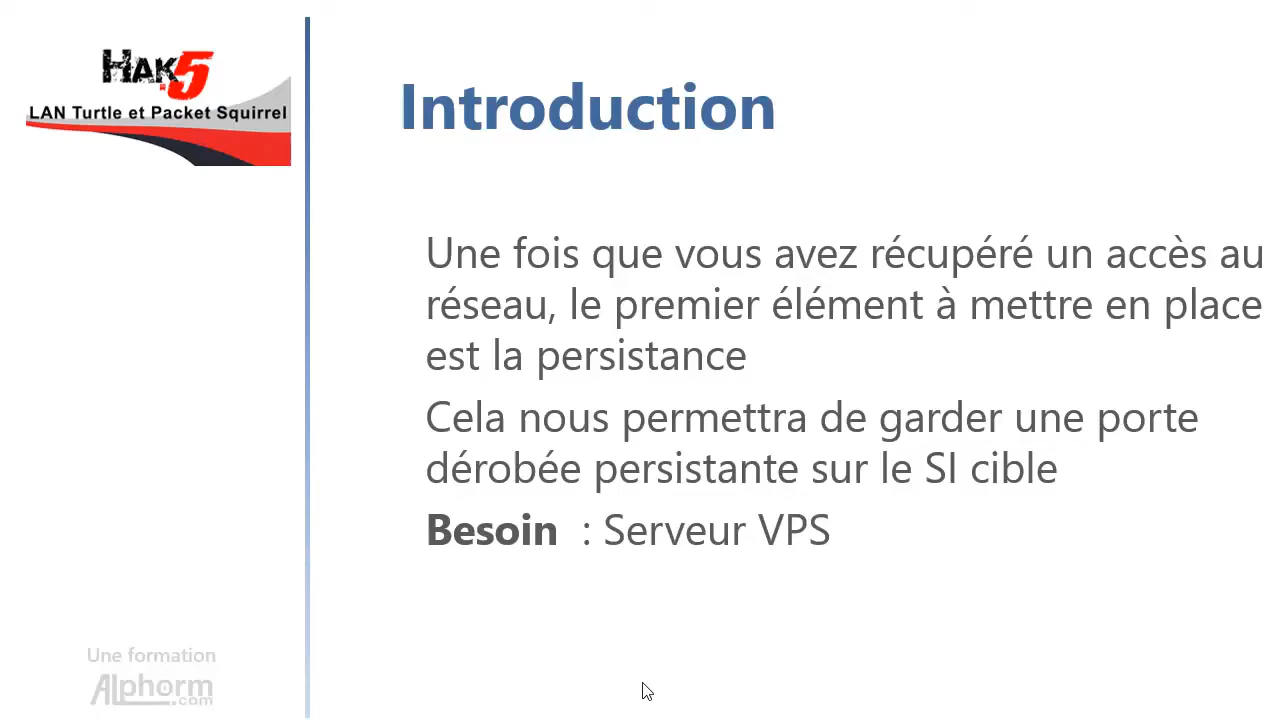 HAK.5
LAN Turtle et Packet Squirrel
Introduction
Une fois que vous avez récupéré un accès au
réseau, le premier élément à mettre en place
est la persistance
Cela nous permettra de garder une porte
dérobée persistante sur le SI cible
Besoin : Serveur VPS
Une formation
Alphorm
.com